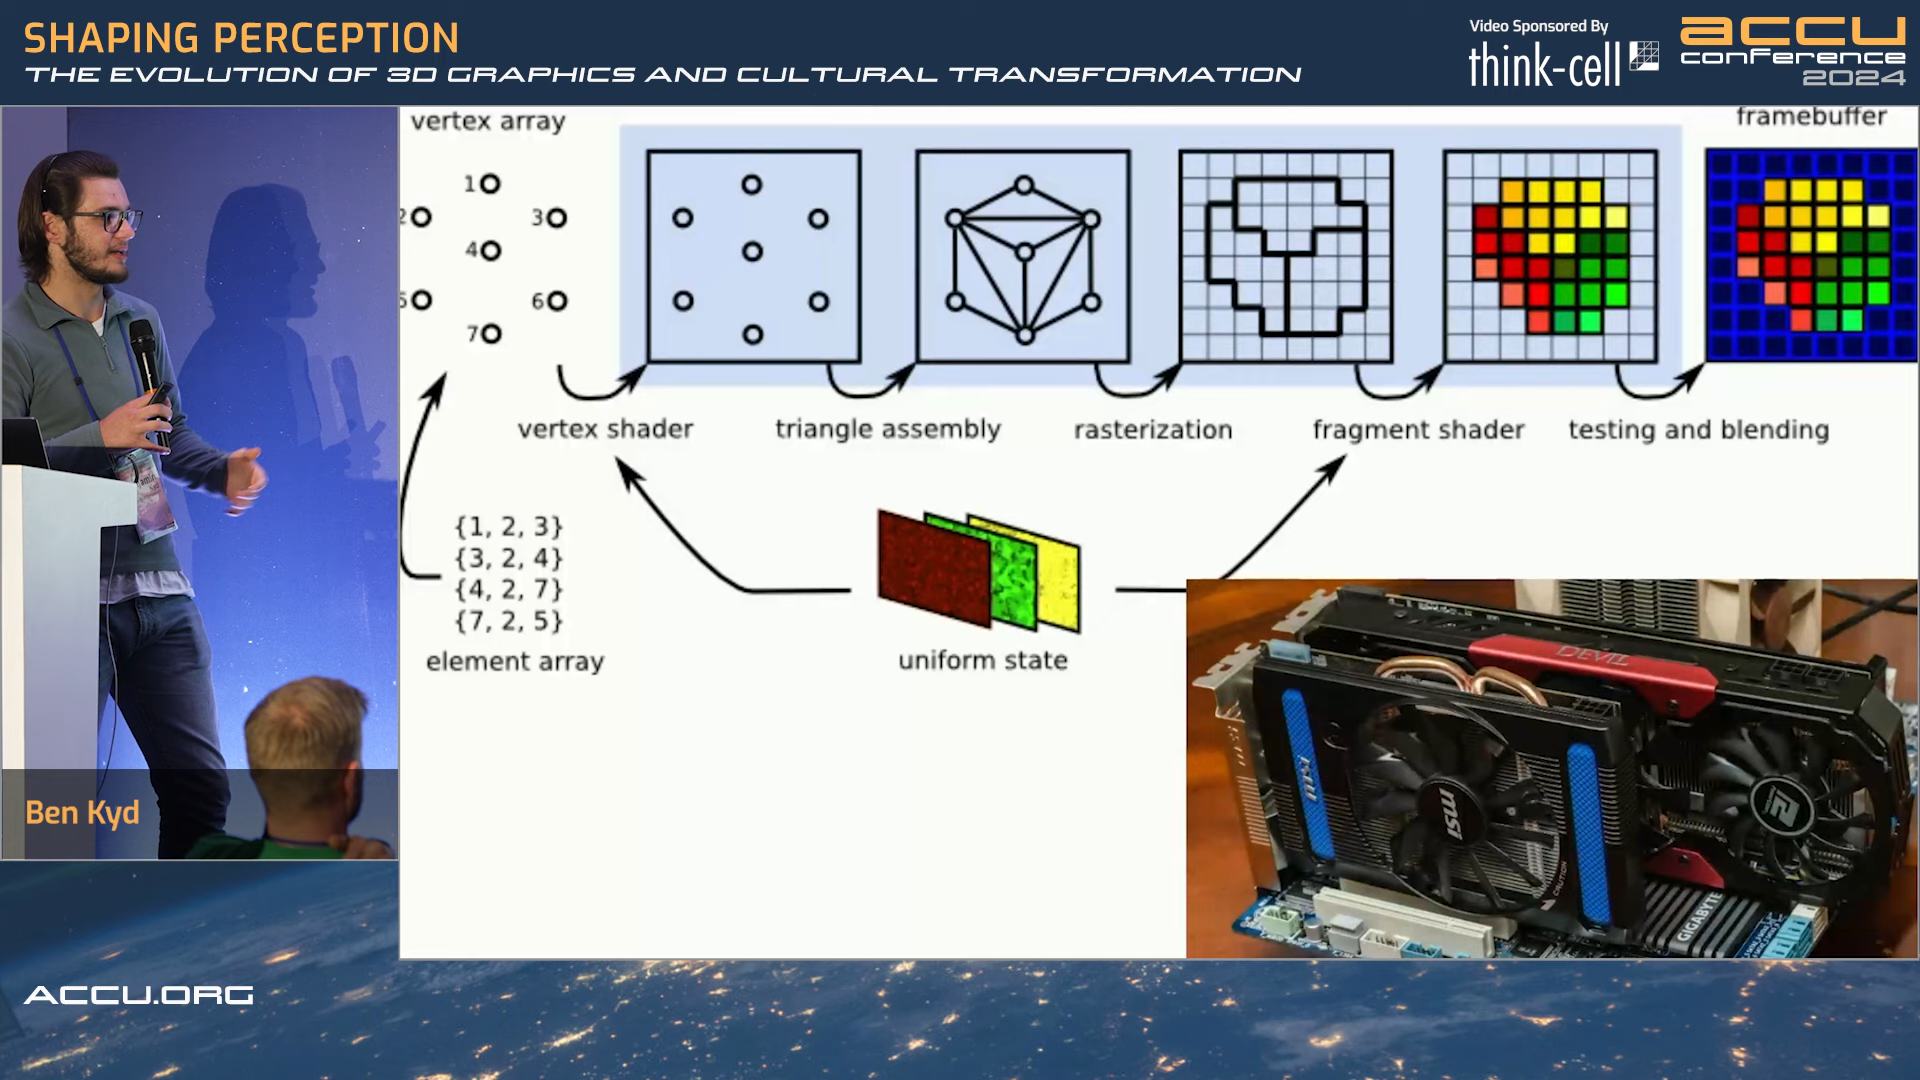 SHAPING PERCEPTION
THE EVOLUTION OF 3D GRAPHICS AND CULTURAL TRANSFORMATION
Video Sponsored By
think-cell
accu
conference
2024
vertex array
framebuffer
1
2
3
4
5
6
7
vertex shader
triangle assembly
rasterization
fragment shader
testing and blending
{1, 2, 3}
{3, 2, 4}
{4, 2, 7}
{7, 2, 5}
element array
uniform state
DEVIL
msi
msi
CAUTION
GIGABYTE
Ben Kyd
ACCU.ORG